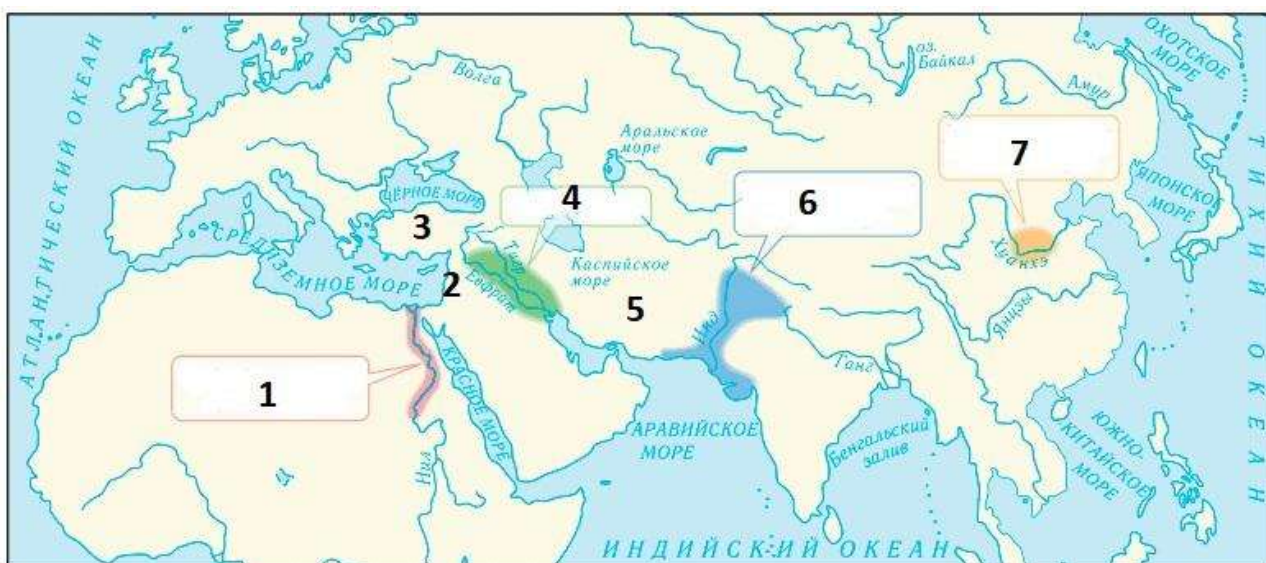 АТЛАНТИЧЕСКИЙ ОКЕАН
Волга
оз.
Байкал
Амур
ОХОТСКОЕ
МОРЕ
Аральское
море
7
ЧЁРНОЕ МОРЕ
4
6
ЯПОНСКОЕ
МОРЕ
ТИХИЙ ОКЕАН
3
СРЕДИЗЕМНОЕ МОРЕ
2
Тигр
Евфрат
Каспийское
море
5
Инд
Хуанхэ
Янцзы
Ганг
1
КРАСНОЕ МОРЕ
Нил
АРАВИЙСКОЕ
МОРЕ
Бенгальский
залив
ЮЖНО-
КИТАЙСКОЕ
МОРЕ
ИНДИЙСКИЙ ОКЕАН